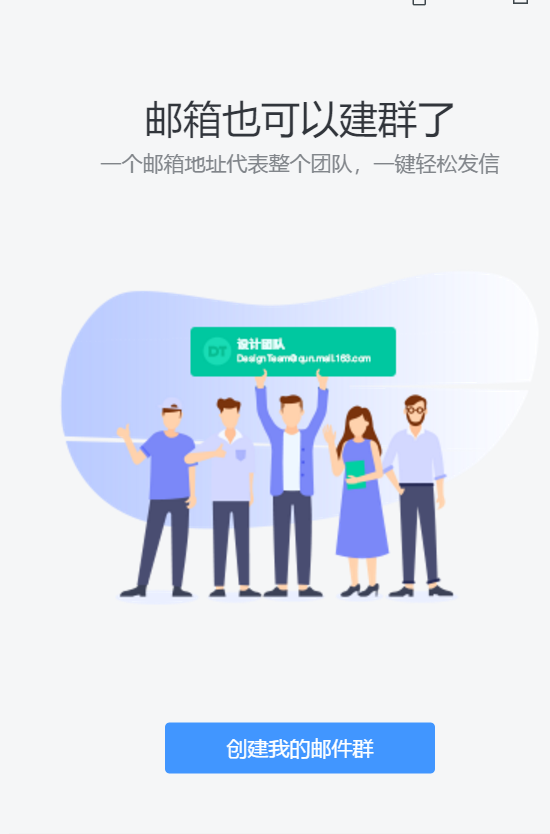 邮箱也可以建群了
一个邮箱地址代表整个团队，一键轻松发信
DT
设计团队
DesignTeam@qun.mail.163.com
创建我的邮件群